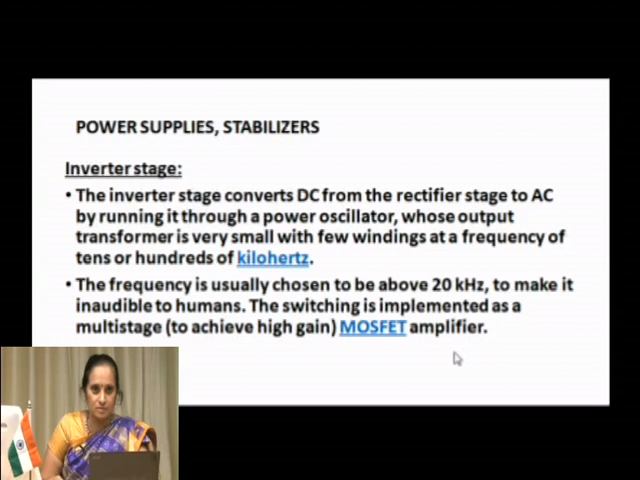 POWER SUPPLIES, STABILIZERS
Inverter stage:
• The inverter stage converts DC from the rectifier stage to AC
by running it through a power oscillator, whose output
transformer is very small with few windings at a frequency of
tens or hundreds of kilohertz.
• The frequency is usually chosen to be above 20 kHz, to make it
inaudible to humans. The switching is implemented as a
multistage (to achieve high gain) MOSFET amplifier.